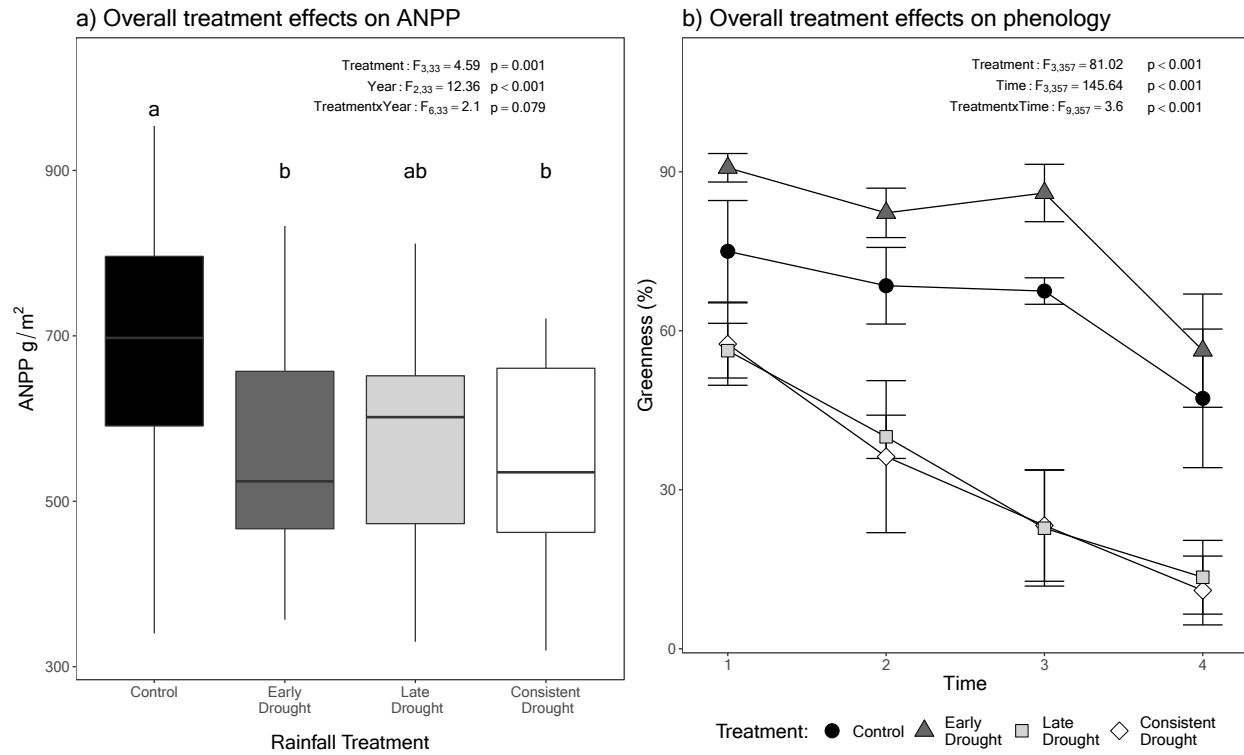 a) Overall treatment effects on ANPP
Treatment : F3,33 = 4.59 p = 0.001
Year : F2,33 = 12.36 p < 0.001
TreatmentxYear : F6,33 = 2.1 p = 0.079
a
b
ab
b
900
700
500
300
ANPP g/m²
Control
Early
Drought
Late
Drought
Consistent
Drought
Rainfall Treatment
b) Overall treatment effects on phenology
Treatment : F3,357 = 81.02 p < 0.001
Time : F3,357 = 145.64 p < 0.001
TreatmentxTime : F9,357 = 3.6 p < 0.001
90
60
30
0
Greenness (%)
1 2 3 4
Time
Treatment: Control Early Drought Late Drought Consistent Drought